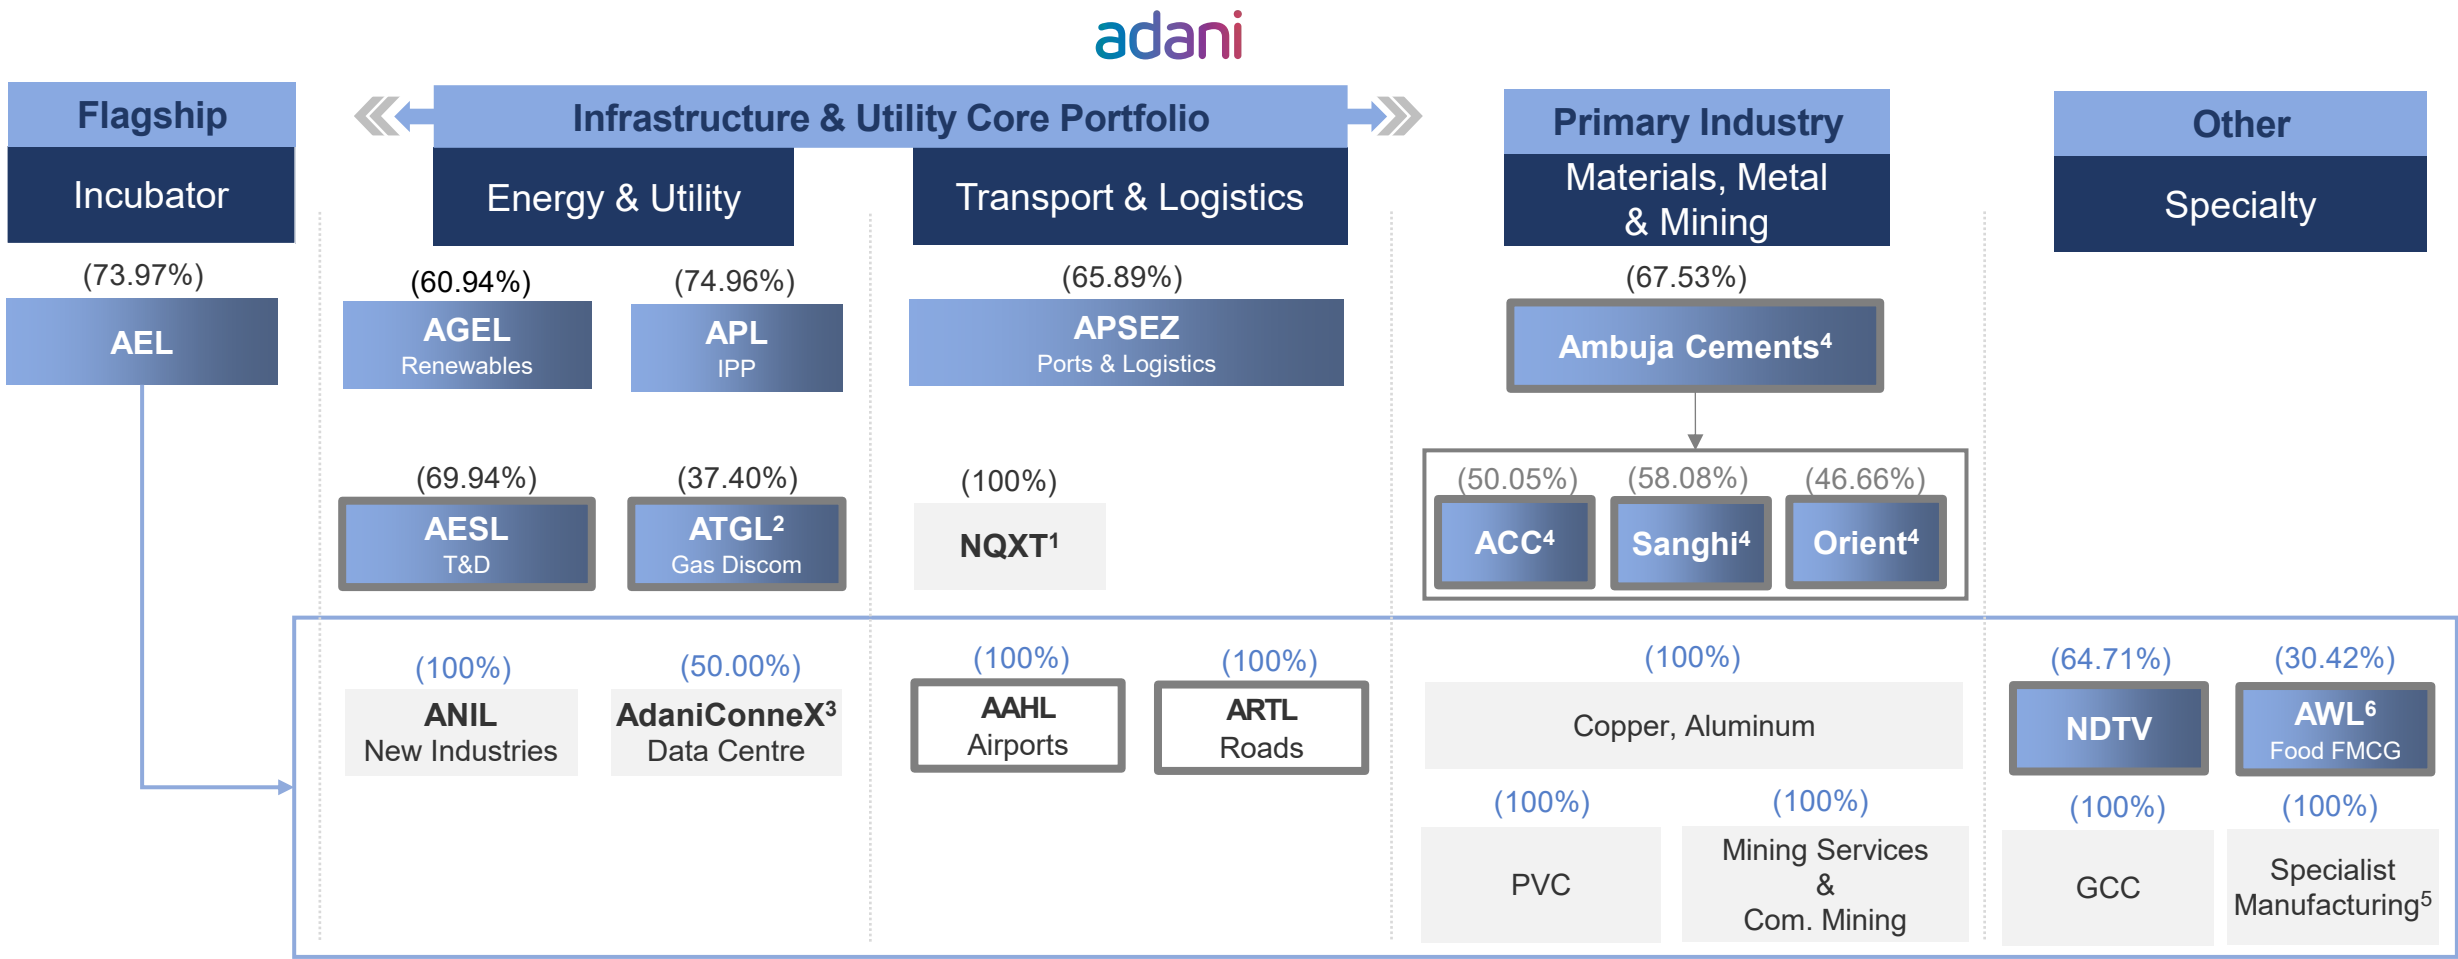 adani
Flagship
Incubator
(73.97%)
AEL
Infrastructure & Utility Core Portfolio
Energy & Utility
(60.94%)
AGEL
Renewables
(74.96%)
APL
IPP
(69.94%)
AESL
T&D
(37.40%)
ATGL²
Gas Discom
Transport & Logistics
(65.89%)
APSEZ
Ports & Logistics
(100%)
NQXT¹
Primary Industry
Materials, Metal
& Mining
(67.53%)
Ambuja Cements⁴
(50.05%)
ACC⁴
(58.08%)
Sanghi⁴
(46.66%)
Orient⁴
Other
Specialty
(100%)
ANIL
New Industries
(50.00%)
AdaniConneX³
Data Centre
(100%)
AAHL
Airports
(100%)
ARTL
Roads
(100%)
Copper, Aluminum
(100%)
PVC
(100%)
Mining Services
&
Com. Mining
(64.71%)
NDTV
(30.42%)
AWL⁶
Food FMCG
(100%)
GCC
(100%)
Specialist
Manufacturing⁵